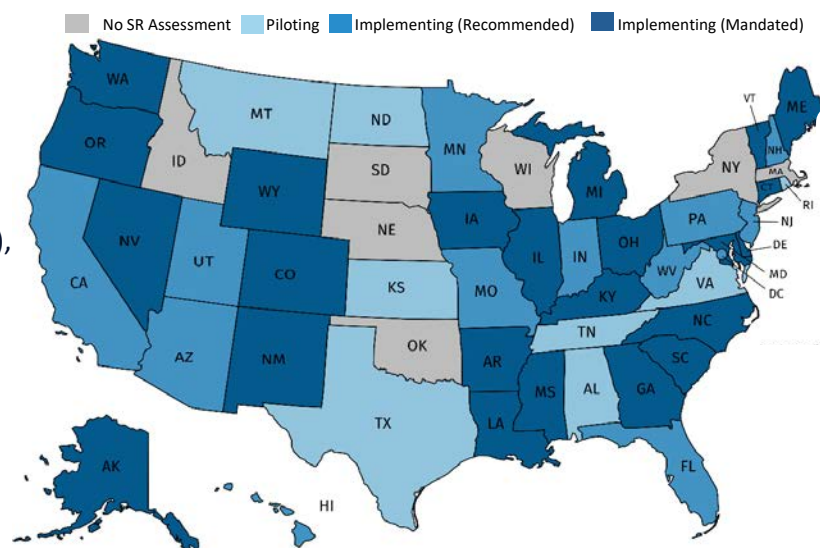 No SR Assessment Piloting Implementing (Recommended) Implementing (Mandated)
WA
MT
ND
MN
VT
ME
OR
ID
SD
WI
NY
NH
MA
WY
MI
CT
RI
),
NV
UT
NE
IA
PA
NJ
CA
CO
IL
IN
OH
DE
KS
MO
WV
VA
MD
KY
DC
AZ
NM
OK
TN
NC
AR
SC
TX
MS
AL
GA
LA
AK
FL
HI